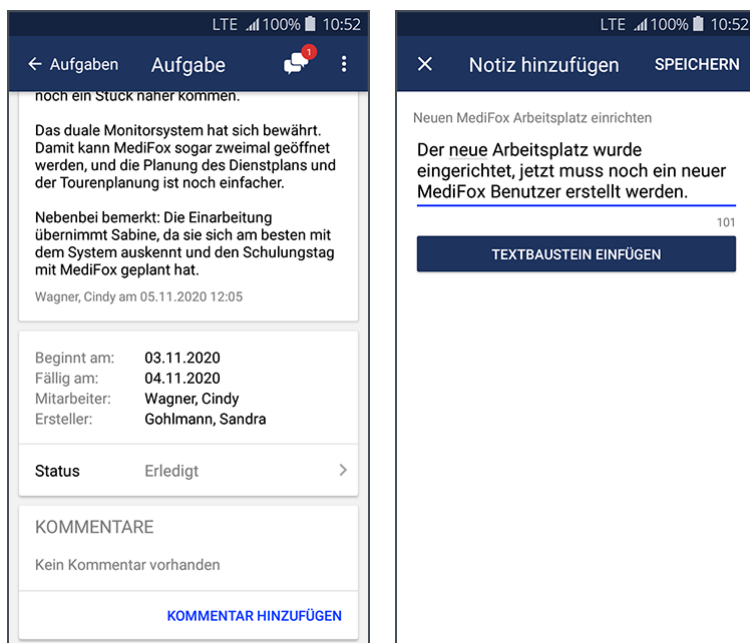 LTE 100% 10:52
← Aufgaben Aufgabe 1
noch ein Stück näher kommen.
Das duale Monitorsystem hat sich bewährt.
Damit kann MediFox sogar zweimal geöffnet
werden, und die Planung des Dienstplans und
der Tourenplanung ist noch einfacher.
Nebenbei bemerkt: Die Einarbeitung
übernimmt Sabine, da sie sich am besten mit
dem System auskennt und den Schulungstag
mit MediFox geplant hat.
Wagner, Cindy am 05.11.2020 12:05
Beginnt am: 03.11.2020
Fällig am: 04.11.2020
Mitarbeiter: Wagner, Cindy
Ersteller: Gohlmann, Sandra
Status Erledigt
KOMMENTARE
Kein Kommentar vorhanden
KOMMENTAR HINZUFÜGEN
LTE 100% 10:52
Notiz hinzufügen SPEICHERN
Neuen MediFox Arbeitsplatz einrichten
Der neue Arbeitsplatz wurde
eingerichtet, jetzt muss noch ein neuer
MediFox Benutzer erstellt werden.
101
TEXTBAUSTEIN EINFÜGEN